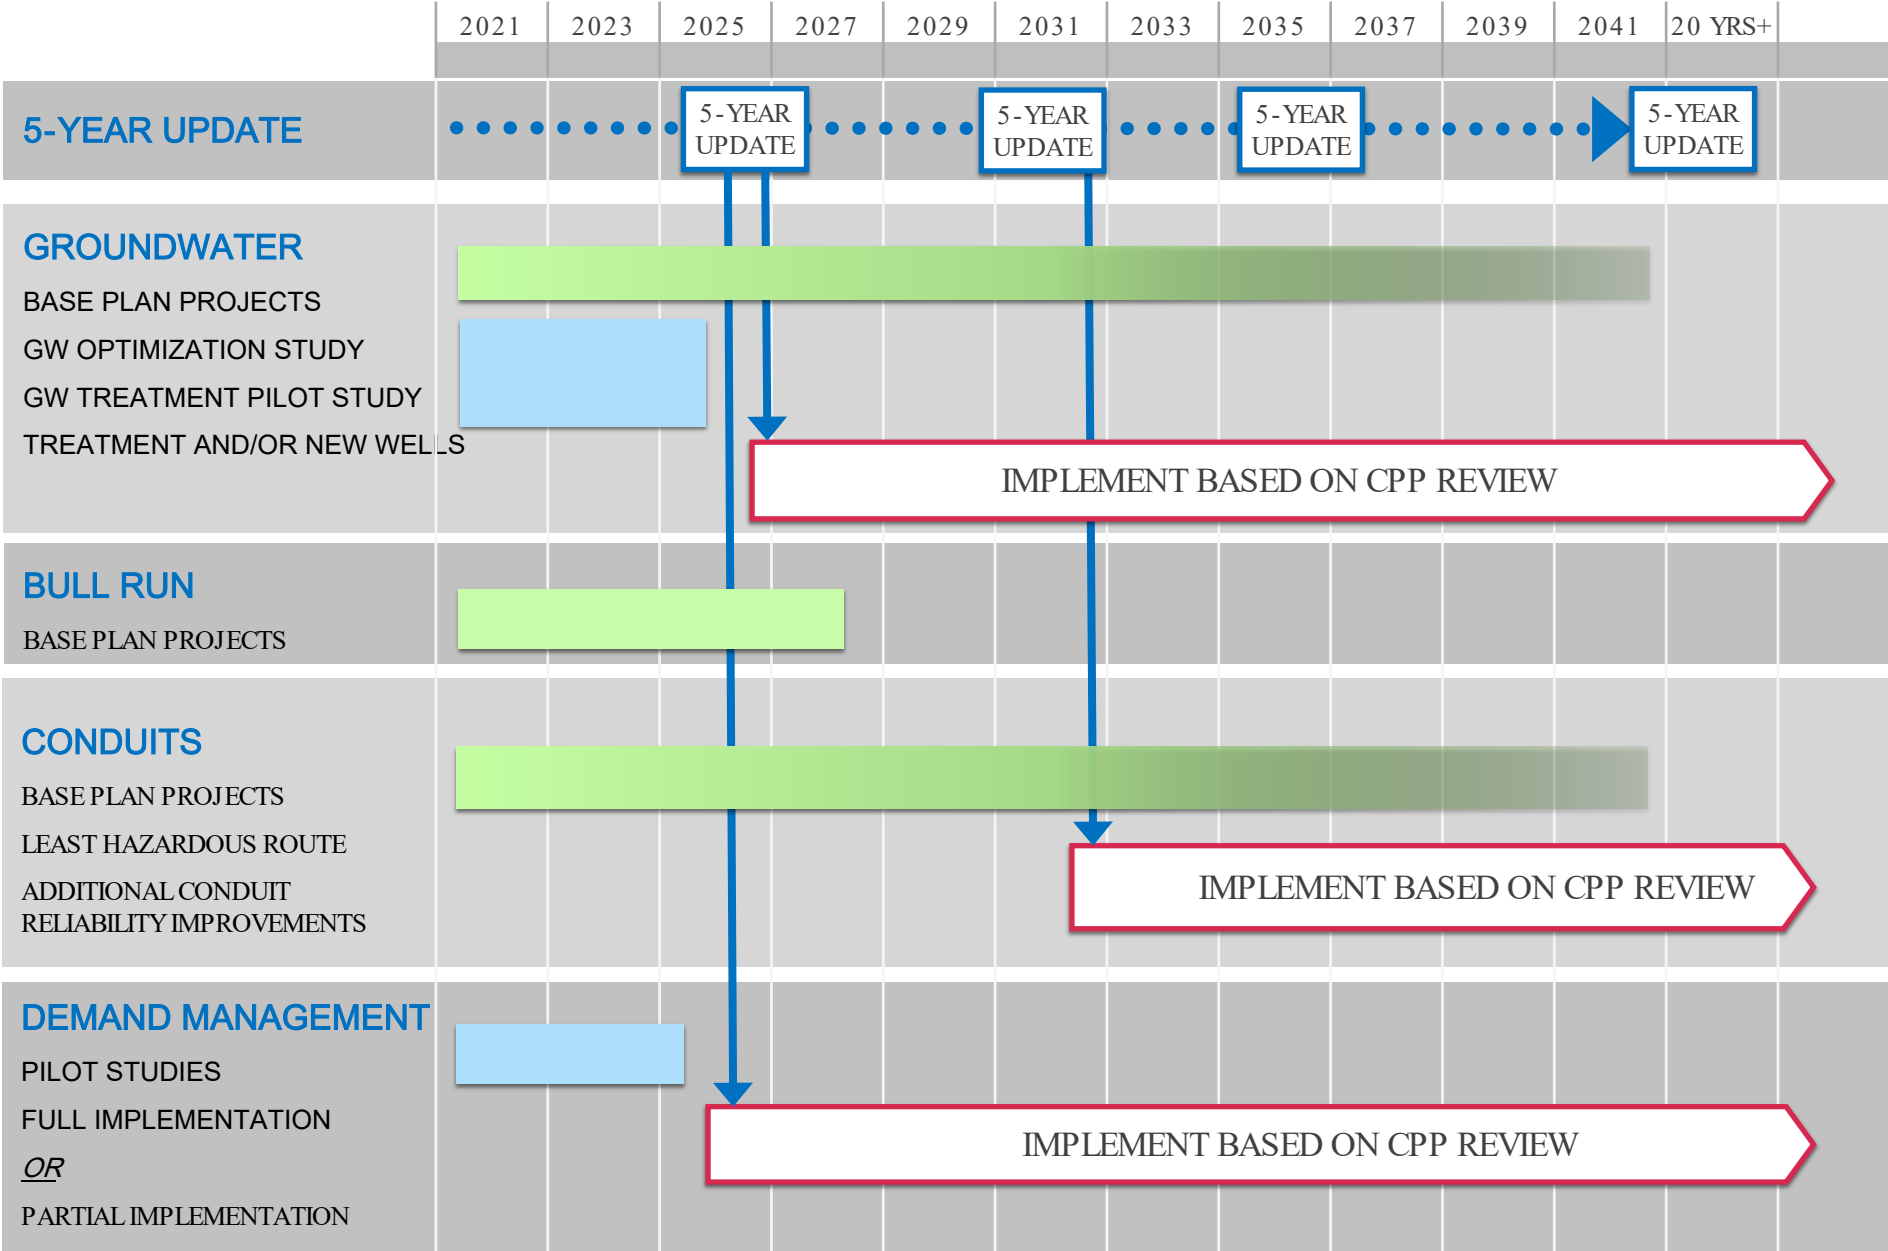 2021 2023 2025 2027 2029 2031 2033 2035 2037 2039 2041 20 YRS+
5-YEAR UPDATE
5-YEAR
UPDATE
5-YEAR
UPDATE
5-YEAR
UPDATE
5-YEAR
UPDATE
GROUNDWATER
BASE PLAN PROJECTS
GW OPTIMIZATION STUDY
GW TREATMENT PILOT STUDY
TREATMENT AND/OR NEW WELLS
IMPLEMENT BASED ON CPP REVIEW
BULL RUN
BASE PLAN PROJECTS
CONDUITS
BASE PLAN PROJECTS
LEAST HAZARDOUS ROUTE
ADDITIONAL CONDUIT
RELIABILITY IMPROVEMENTS
IMPLEMENT BASED ON CPP REVIEW
DEMAND MANAGEMENT
PILOT STUDIES
FULL IMPLEMENTATION
OR
PARTIAL IMPLEMENTATION
IMPLEMENT BASED ON CPP REVIEW